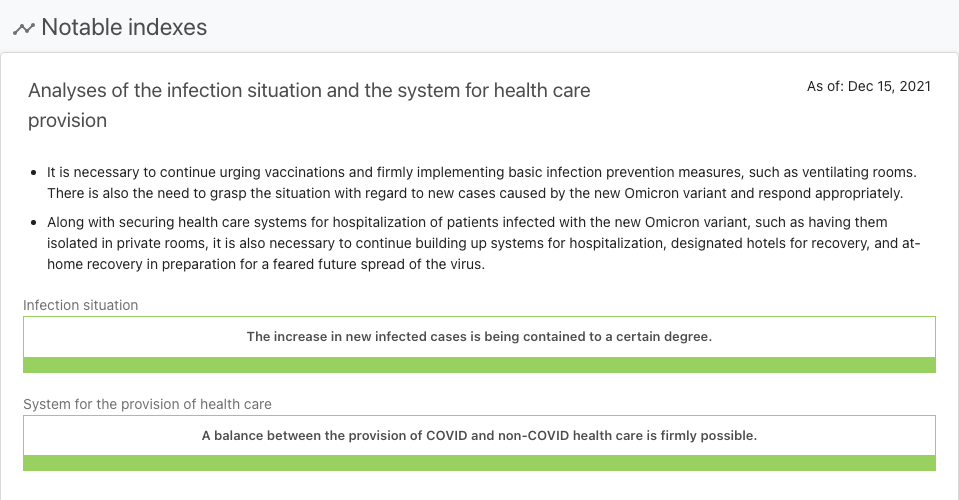 Notable indexes
Analyses of the infection situation and the system for health care
provision
As of: Dec 15, 2021
It is necessary to continue urging vaccinations and firmly implementing basic infection prevention measures, such as ventilating rooms.
There is also the need to grasp the situation with regard to new cases caused by the new Omicron variant and respond appropriately.
Along with securing health care systems for hospitalization of patients infected with the new Omicron variant, such as having them
isolated in private rooms, it is also necessary to continue building up systems for hospitalization, designated hotels for recovery, and at-
home recovery in preparation for a feared future spread of the virus.
Infection situation
The increase in new infected cases is being contained to a certain degree.
System for the provision of health care
A balance between the provision of COVID and non-COVID health care is firmly possible.